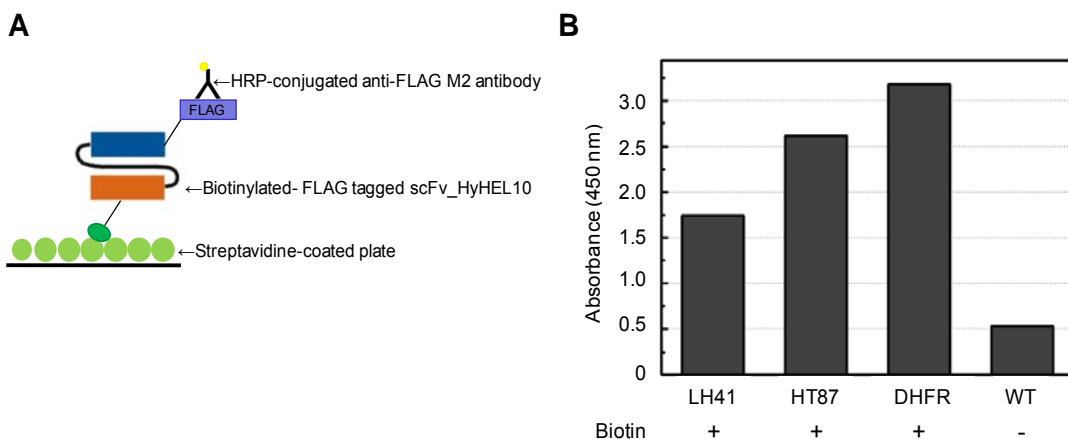 A
←HRP-conjugated anti-FLAG M2 antibody
FLAG
←Biotinylated- FLAG tagged scFv_HyHEL10
←Streptavidine-coated plate
B
Absorbance (450 nm)
3.0
2.5
2.0
1.5
1.0
0.5
0
LH41 HT87 DHFR WT
Biotin + + + -